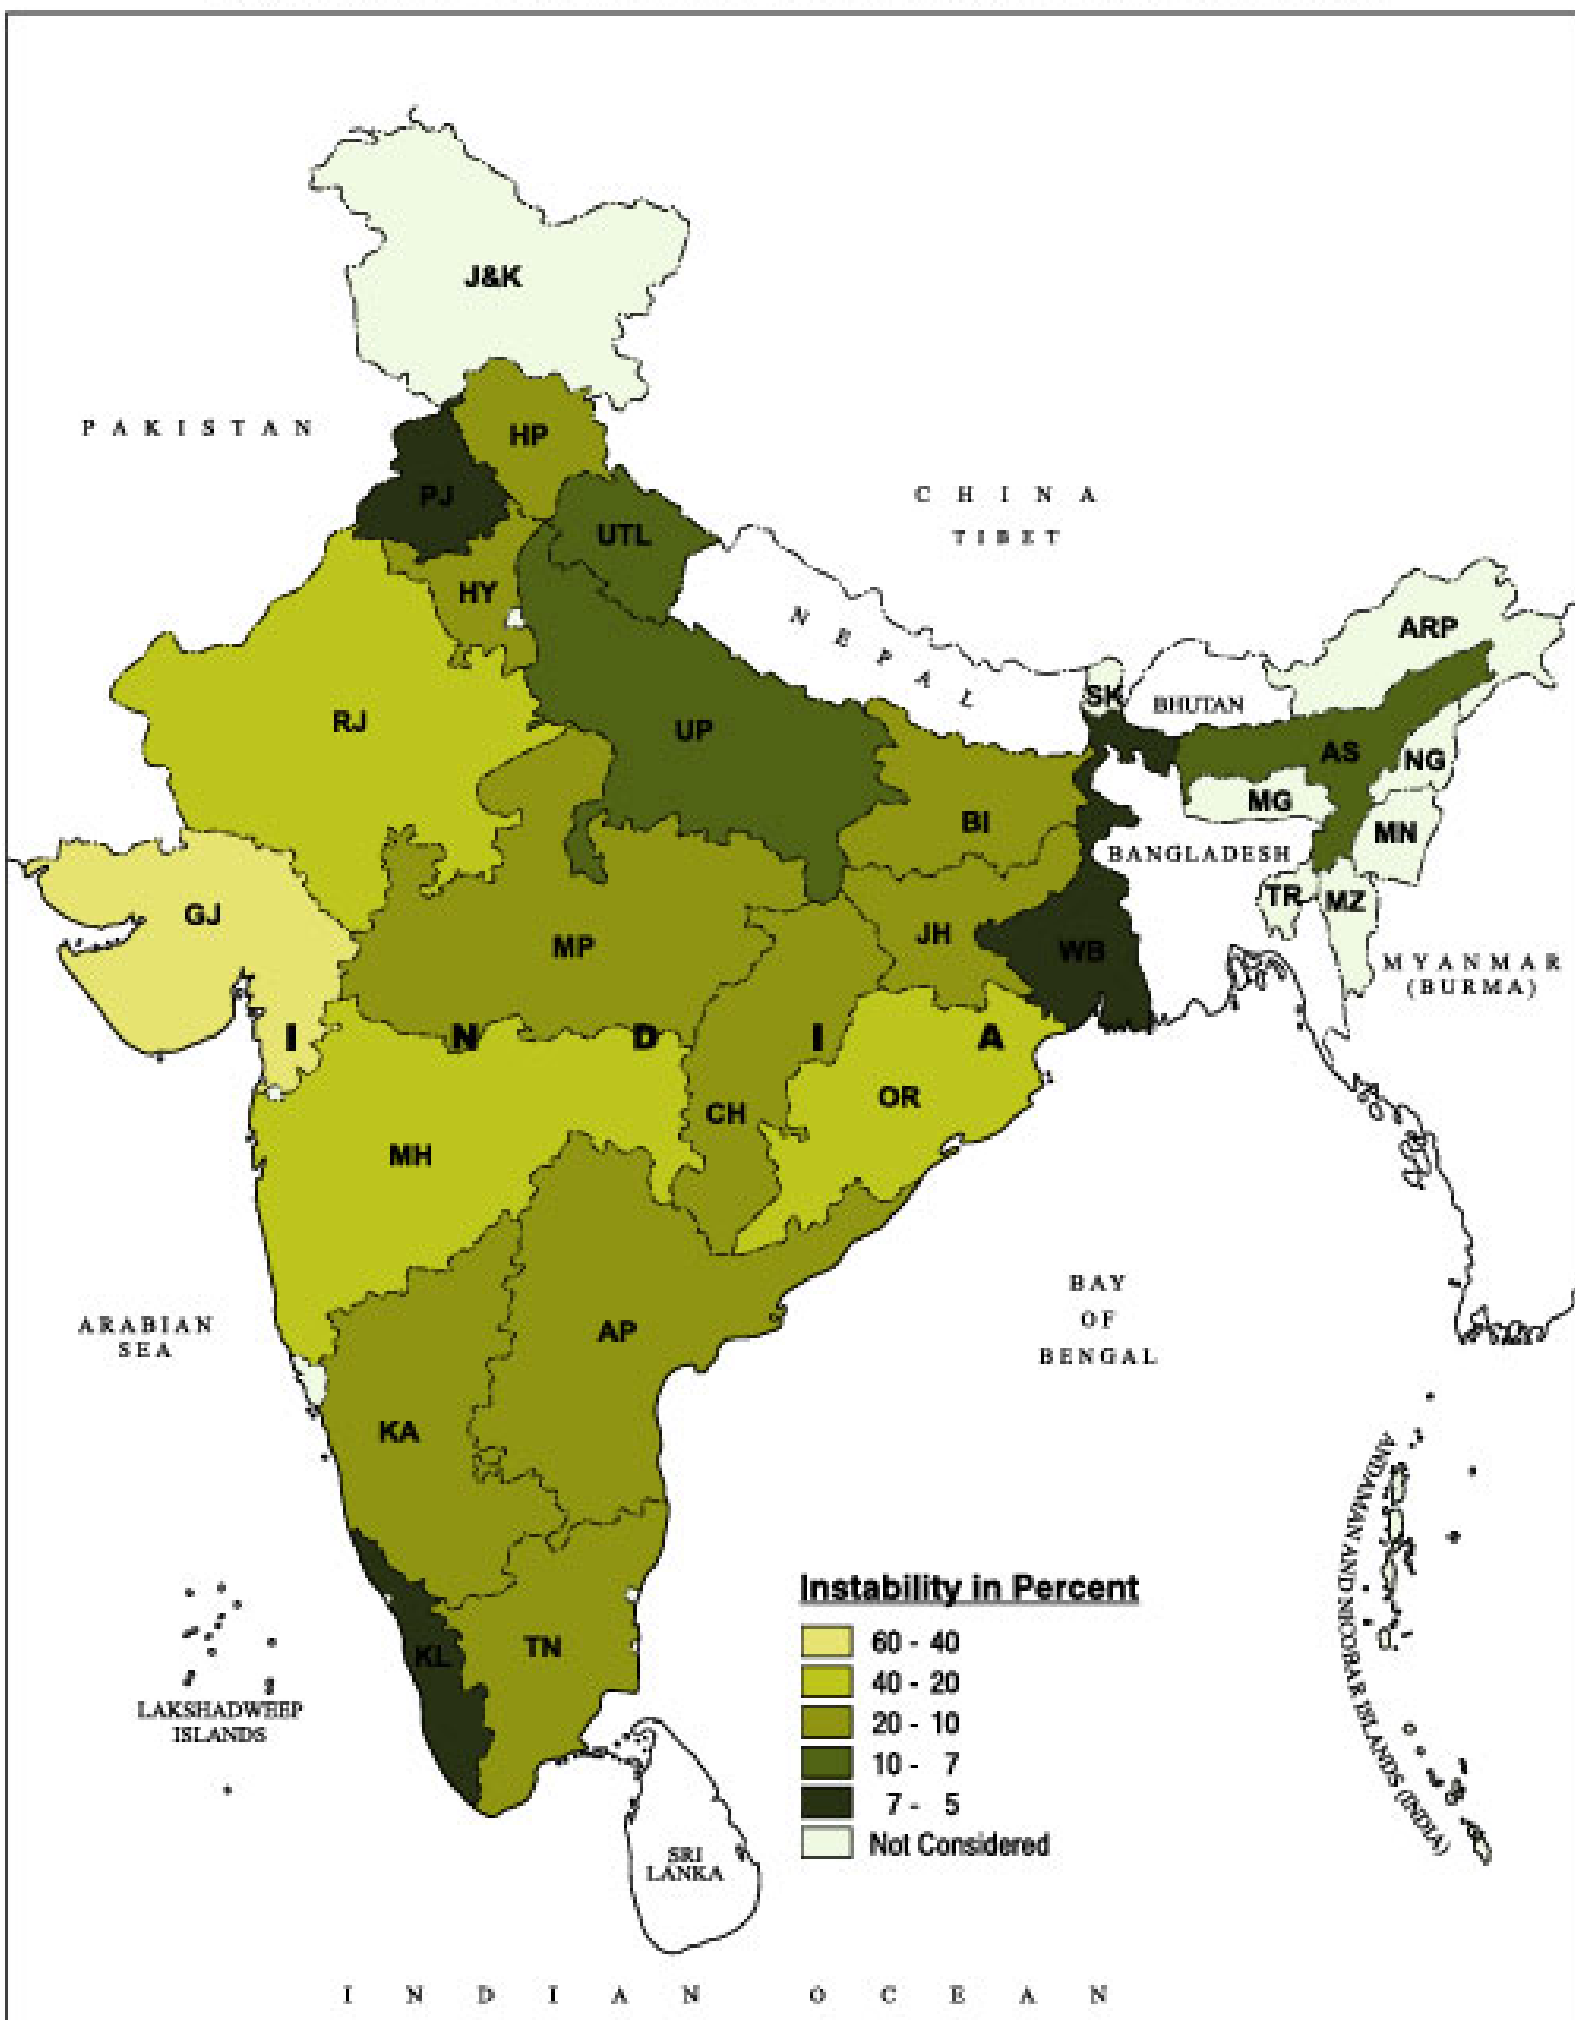 J&K
PAKISTAN
HP
PJ
CHINA
TIBET
UTL
HY
NEPAL
ARP
SK
BHUTAN
RJ
UP
AS
NG
MG
BI
MN
BANGLADESH
GJ
TR
MZ
JH
MP
WB
MYANMAR
(BURMA)
INDIA
OR
CH
MH
BAY
OF
BENGAL
ARABIAN
SEA
AP
KA
ANDAMAN AND NICOBAR ISLANDS (INDIA)
Instability in Percent
60 - 40
40 - 20
20 - 10
10 - 7
7 - 5
Not Considered
KL
TN
LAKSHADWEEP
ISLANDS
SRI
LANKA
INDIAN OCEAN